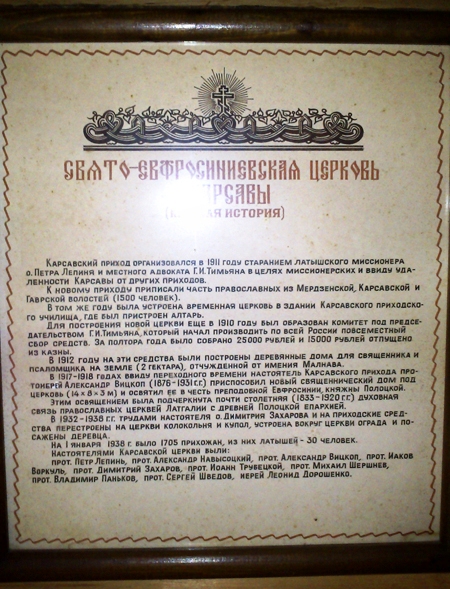 СВЯТО-ЕВФРОСИНИЕВСКАЯ ЦЕРКОВЬ
АРСАВЫ
ИСТОРИЯ)
Карсавский приход организовался в 1911 году старанием латышского миссионера
о. Петра Лепиня и местного адвоката Г.И.Тимьяна в целях миссионерских и ввиду уда-
ленности Карсавы от других приходов.
К новому приходу приписали часть православных из Мердзенской, Карсавской и
Гаврской волостей (1500 человек).
В том же году была устроена временная церковь в здании Карсавского приходско-
го училища, где был пристроен алтарь.
Для построения новой церкви еще в 1910 году был образован комитет под предсе-
дательством Г.И.Тимьяна, который начал производить по всей России повсеместный
сбор средств. За полтора года было собрано 25000 рублей и 15000 рублей отпущено
из казны.
В 1912 году на эти средства были построены деревянные дома для священника и
псаломщика на земле (2 гектара), отчужденной от имения Малнава.
В 1917-1918 годах ввиду переходного времени настоятель Карсавского прихода про-
тоиерей Александр Вицкоп (1876-1931 г.г.) приспособил новый священнический дом под
церковь (14×8×3 м) и освятил ее в честь преподобной Евфросинии, княжны Полоцкой.
Этим освящением была подчеркнута почти столетняя (1833-1920 г.г.) духовная
связь православных церквей Латгалии с древней Полоцкой епархией.
В 1932-1938 г.г. трудами настоятеля о. Димитрия Захарова и на приходские сред-
ства перестроены на церкви колокольня и купол, устроена вокруг церкви ограда и по-
сажены деревца.
На 1 января 1938 г. было 1705 прихожан, из них латышей - 30 человек.
Настоятелями Карсавской церкви были:
прот. Петр Лепинь, прот. Александр Навысоцкий, прот. Александр Вицкоп, прот. Иаков
Воркуль, прот. Димитрий Захаров, прот. Иоанн Трубецкой, прот. Михаил Шершнев,
прот. Владимир Паньков, прот. Сергей Шведов, иерей Леонид Дорошенко.